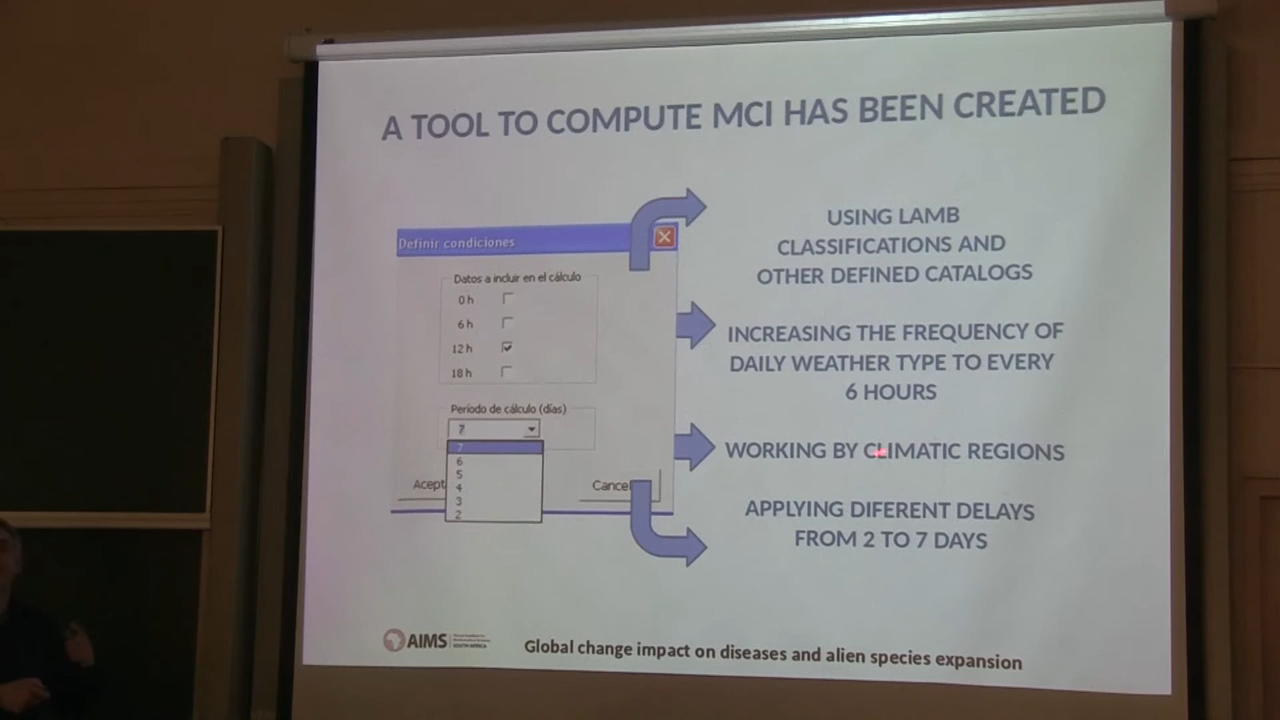 A TOOL TO COMPUTE MCI HAS BEEN CREATED
Definir condiciones
Datos a incluir en el cálculo
0 h
6 h
12 h
18 h
Período de cálculo (días)
7
7
6
5
4
3
2
Acept
Cance
USING LAMB
CLASSIFICATIONS AND
OTHER DEFINED CATALOGS
INCREASING THE FREQUENCY OF
DAILY WEATHER TYPE TO EVERY
6 HOURS
WORKING BY CLIMATIC REGIONS
APPLYING DIFERENT DELAYS
FROM 2 TO 7 DAYS
AIMS
SOUTH AFRICA
Global change impact on diseases and alien species expansion